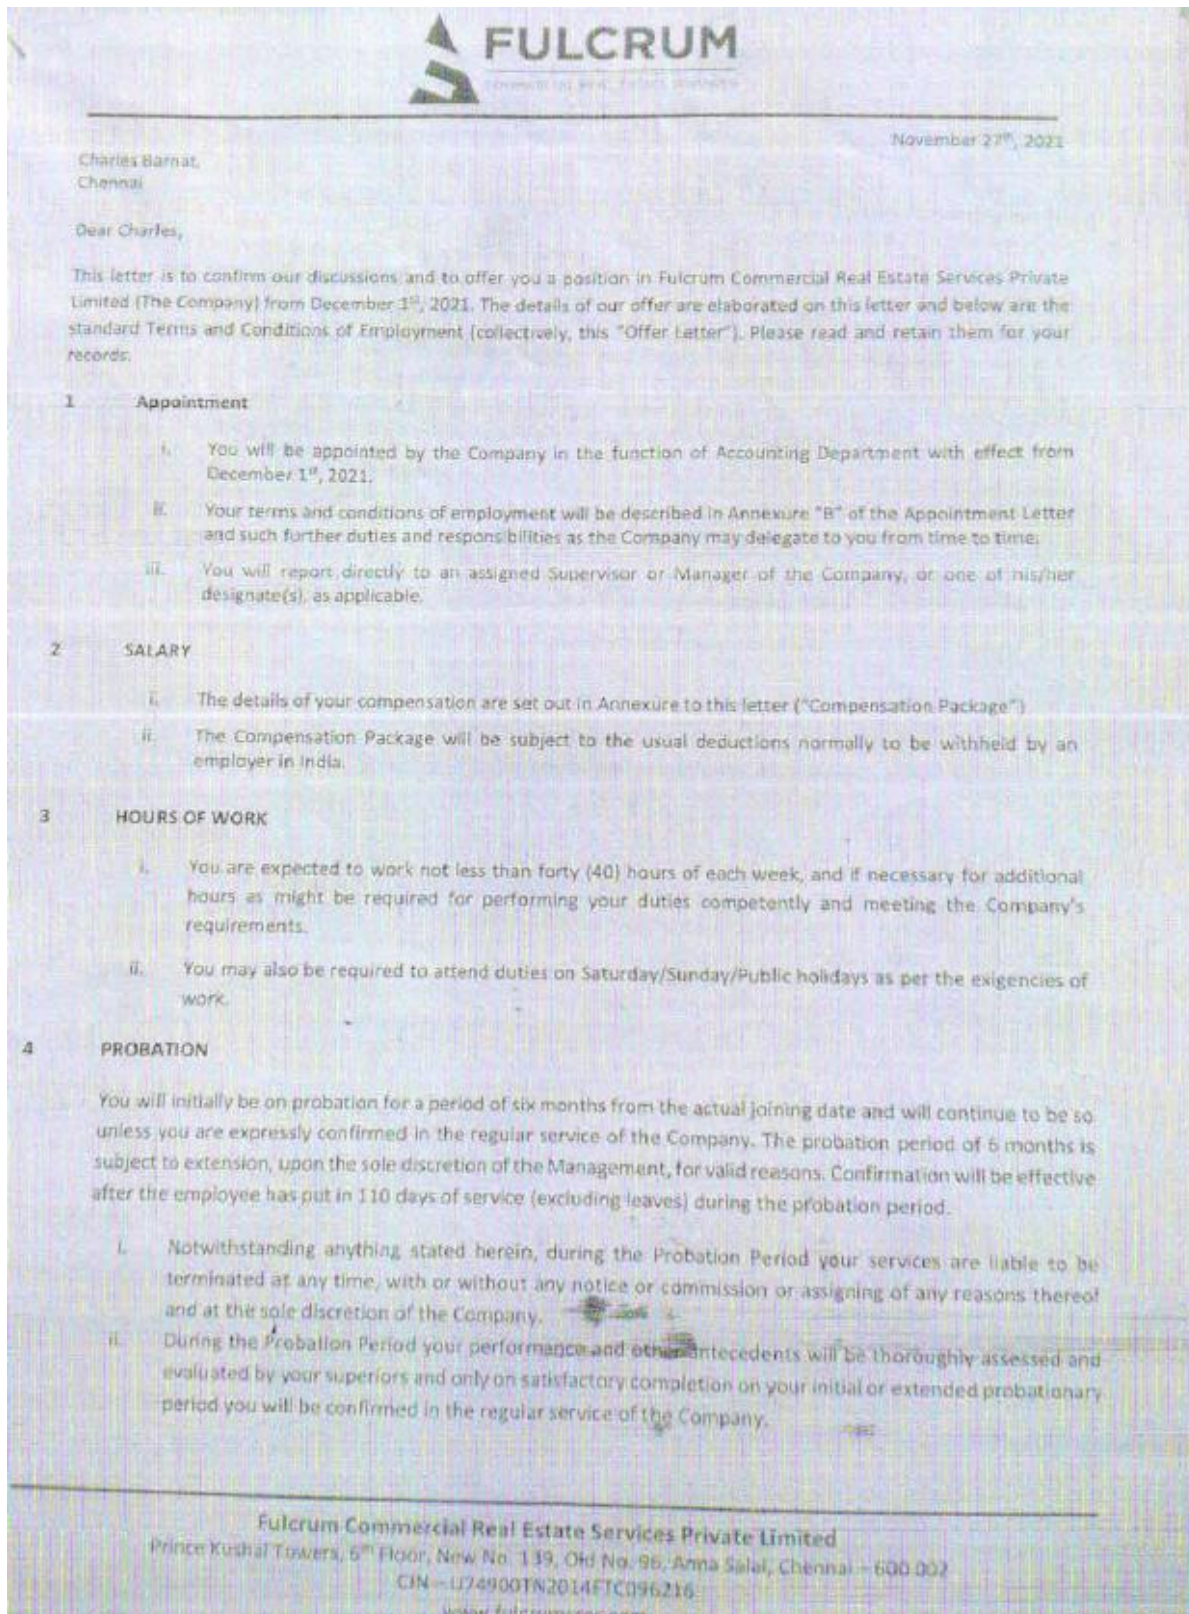 FULCRUM
COMMERCIAL REAL ESTATE SERVICES
November 27th, 2021
Charles Barnat,
Chennai
Dear Charles,
This letter is to confirm our discussions and to offer you a position in Fulcrum Commercial Real Estate Services Private
Limited (The Company) from December 1st, 2021. The details of our offer are elaborated on this letter and below are the
standard Terms and Conditions of Employment (collectively, this "Offer Letter"). Please read and retain them for your
records.
1 Appointment
i. You will be appointed by the Company in the function of Accounting Department with effect from
December 1st, 2021.
ii. Your terms and conditions of employment will be described in Annexure "B" of the Appointment Letter
and such further duties and responsibilities as the Company may delegate to you from time to time.
iii. You will report directly to an assigned Supervisor or Manager of the Company, or one of his/her
designate(s), as applicable.
2 SALARY
i. The details of your compensation are set out in Annexure to this letter ("Compensation Package")
ii. The Compensation Package will be subject to the usual deductions normally to be withheld by an
employer in India.
3 HOURS OF WORK
i. You are expected to work not less than forty (40) hours of each week, and if necessary for additional
hours as might be required for performing your duties competently and meeting the Company's
requirements.
ii. You may also be required to attend duties on Saturday/Sunday/Public holidays as per the exigencies of
work.
4 PROBATION
You will initially be on probation for a period of six months from the actual joining date and will continue to be so
unless you are expressly confirmed in the regular service of the Company. The probation period of 6 months is
subject to extension, upon the sole discretion of the Management, for valid reasons. Confirmation will be effective
after the employee has put in 110 days of service (excluding leaves) during the probation period.
i. Notwithstanding anything stated herein, during the Probation Period your services are liable to be
terminated at any time, with or without any notice or commission or assigning of any reasons thereof
and at the sole discretion of the Company.
ii. During the Probation Period your performance and other antecedents will be thoroughly assessed and
evaluated by your superiors and only on satisfactory completion on your initial or extended probationary
period you will be confirmed in the regular service of the Company.
Fulcrum Commercial Real Estate Services Private Limited
Prince Kushal Towers, 6th Floor, New No. 139, Old No. 96, Anna Salai, Chennai – 600 002
CIN – U74900TN2014FTC096216